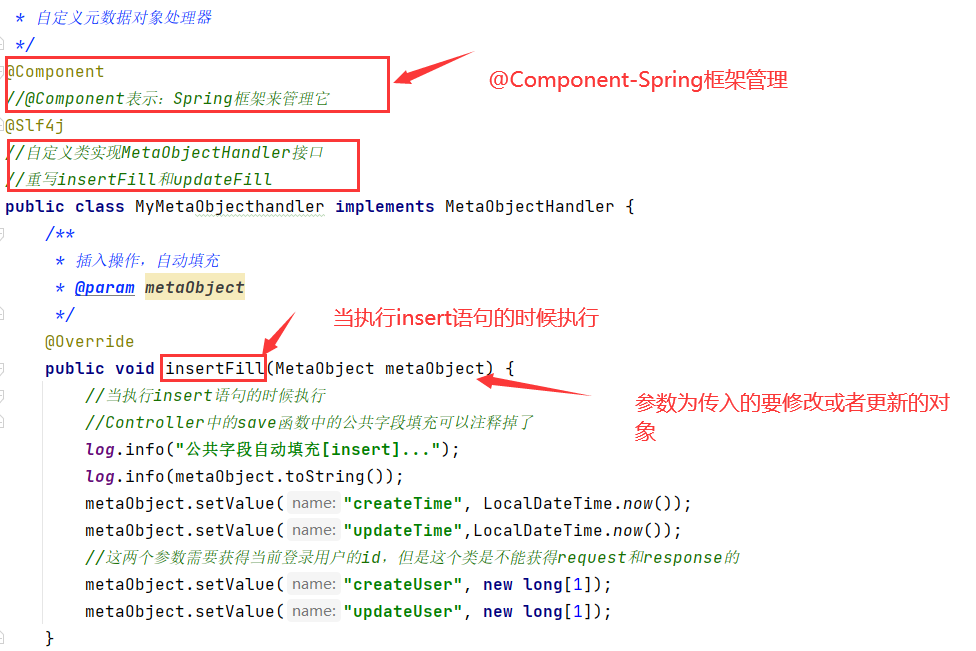 * 自定义元数据对象处理器
*/
@Component
@Component-Spring框架管理
//@Component表示：Spring框架来管理它
@Slf4j
//自定义类实现MetaObjectHandler接口
//重写insertFill和updateFill
public class MyMetaObjecthandler implements MetaObjectHandler {
/**
* 插入操作，自动填充
* @param metaObject
*/
当执行insert语句的时候执行
@Override
public void insertFill(MetaObject metaObject) {
//当执行insert语句的时候执行
参数为传入的要修改或者更新的对
象
//Controller中的save函数中的公共字段填充可以注释掉了
log.info("公共字段自动填充[insert]...");
log.info(metaObject.toString());
metaObject.setValue( name: "createTime", LocalDateTime.now());
metaObject.setValue( name: "updateTime",LocalDateTime.now());
//这两个参数需要获得当前登录用户的id，但是这个类是不能获得request和response的
metaObject.setValue( name: "createUser", new long[1]);
metaObject.setValue( name: "updateUser", new long[1]);
}